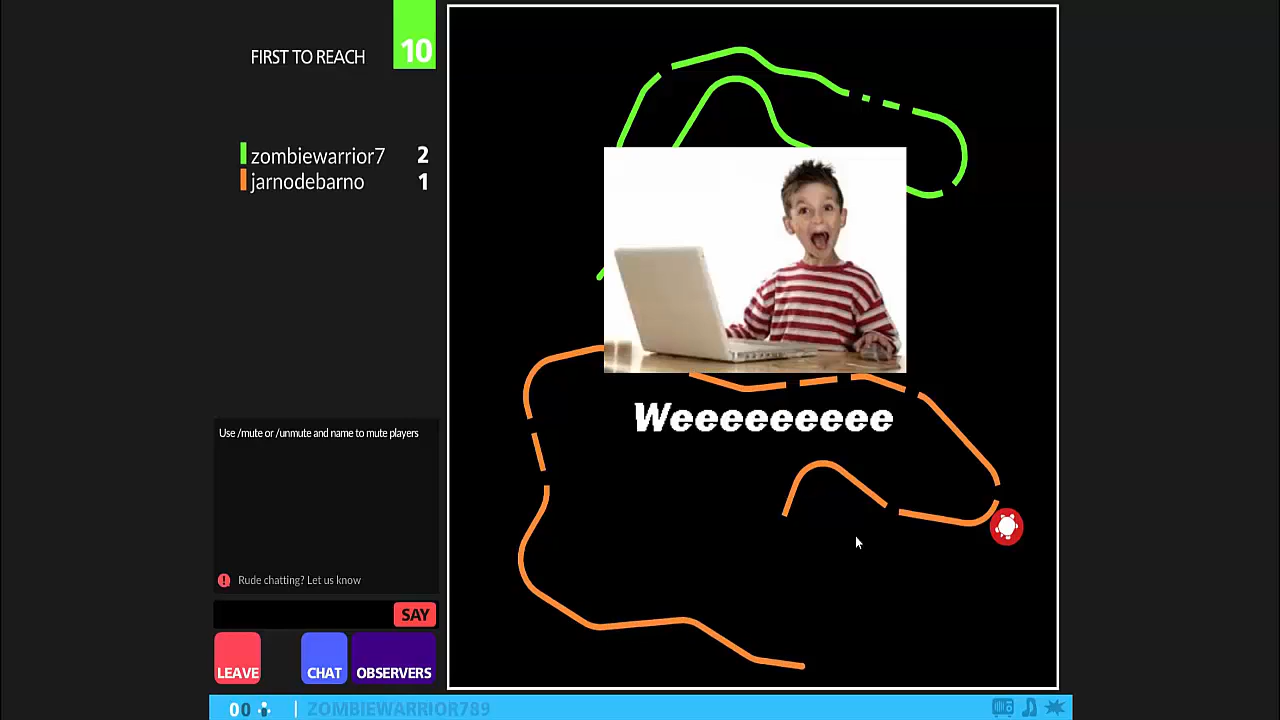 FIRST TO REACH
10
zombiewarrior7 2
jarnodebarno 1
Weeeeeeeee
Use /mute or /unmute and name to mute players
Rude chatting? Let us know
SAY
LEAVE
CHAT
OBSERVERS
00
ZOMBIEWARRIOR789